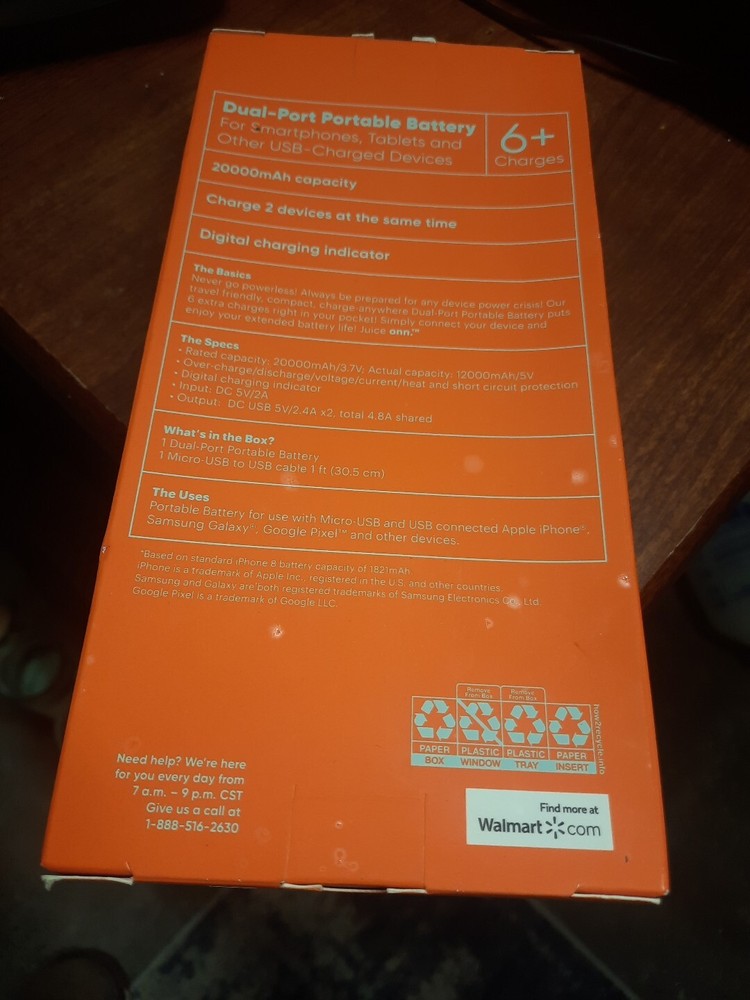 Dual-Port Portable Battery
For Smartphones, Tablets and
Other USB-Charged Devices
6+
Charges
20000mAh capacity
Charge 2 devices at the same time
Digital charging indicator
The Basics
Never go powerless! Always be prepared for any device power crisis! Our
travel friendly, compact, charge anywhere Dual-Port Portable Battery puts
6 extra charges right in your pocket! Simply connect your device and
enjoy your extended battery life! Juice onn.™
The Specs
• Rated capacity: 20000mAh/3.7V; Actual capacity: 12000mAh/5V
• Over-charge/discharge/voltage/current/heat and short circuit protection
• Digital charging indicator
• Input: DC 5V/2A
• Output: DC USB 5V/2.4A x2, total 4.8A shared
What's in the Box?
1 Dual-Port Portable Battery
1 Micro-USB to USB cable 1 ft (30.5 cm)
The Uses
Portable Battery for use with Micro-USB and USB connected Apple iPhone®,
Samsung Galaxy®, Google Pixel™ and other devices.
*Based on standard iPhone 8 battery capacity of 1821mAh
iPhone is a trademark of Apple Inc., registered in the U.S. and other countries.
Samsung and Galaxy are both registered trademarks of Samsung Electronics Co., Ltd.
Google Pixel is a trademark of Google LLC.
Remove
From Box
Remove
From Box
PAPER
PLASTIC
PLASTIC
PAPER
BOX
WINDOW
TRAY
INSERT
how2recycle.info
Need help? We're here
for you every day from
7 a.m. – 9 p.m. CST
Give us a call at
1-888-516-2630
Find more at
Walmart com